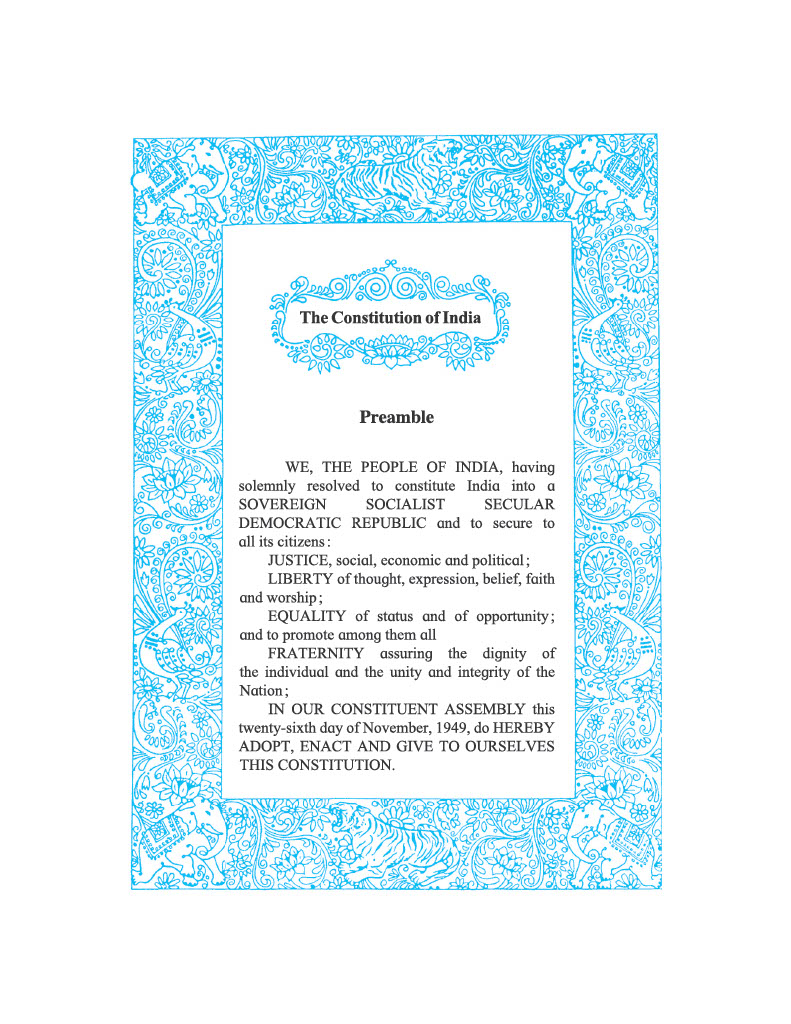 The Constitution of India
Preamble
WE, THE PEOPLE OF INDIA, having
solemnly resolved to constitute India into a
SOVEREIGN SOCIALIST SECULAR
DEMOCRATIC REPUBLIC and to secure to
all its citizens :
JUSTICE, social, economic and political ;
LIBERTY of thought, expression, belief, faith
and worship ;
EQUALITY of status and of opportunity ;
and to promote among them all
FRATERNITY assuring the dignity of
the individual and the unity and integrity of the
Nation ;
IN OUR CONSTITUENT ASSEMBLY this
twenty-sixth day of November, 1949, do HEREBY
ADOPT, ENACT AND GIVE TO OURSELVES
THIS CONSTITUTION.